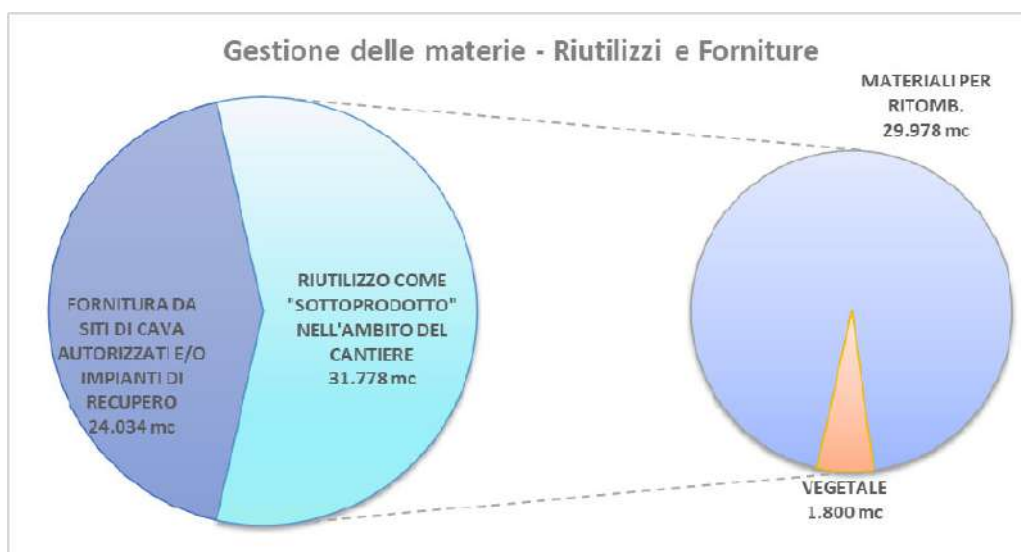 Gestione delle materie - Riutilizzi e Forniture
MATERIALI PER
RITOMB.
29.978 mc
RIUTILIZZO COME
"SOTTOPRODOTTO"
NELL'AMBITO DEL
CANTIERE
31.778 mc
FORNITURA DA
SITI DI CAVA
AUTORIZZATI E/O
IMPIANTI DI
RECUPERO
24.034 mc
VEGETALE
1.800 mc